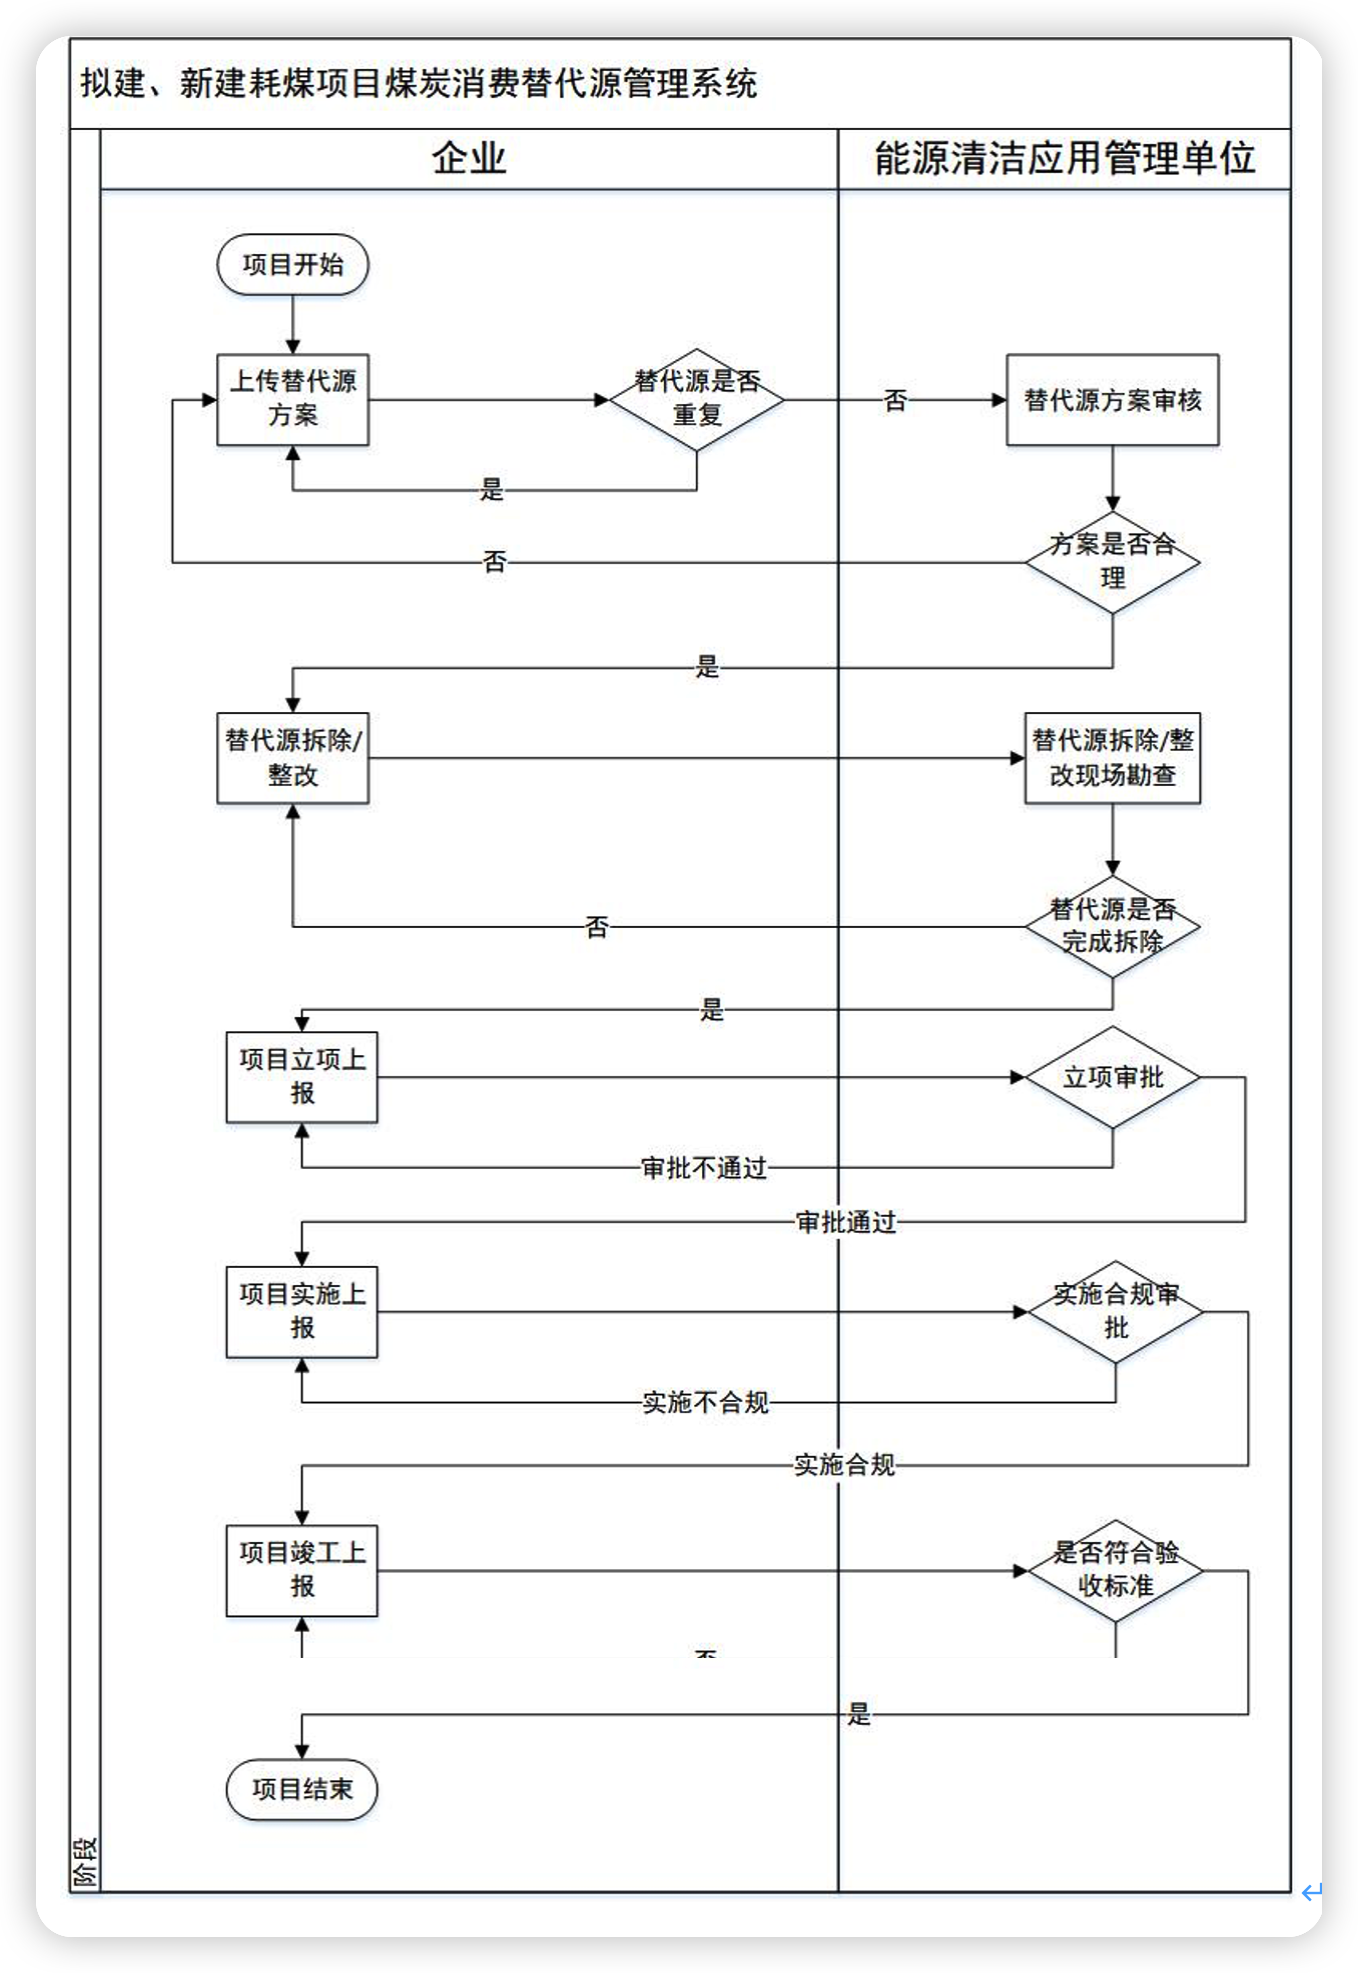 拟建、新建耗煤项目煤炭消费替代源管理系统
企业
能源清洁应用管理单位
项目开始
上传替代源
方案
替代源是否
重复
否
替代源方案审核
是
方案是否合
理
否
是
替代源拆除/
整改
替代源拆除/整
改现场勘查
替代源是否
完成拆除
否
是
项目立项上
报
立项审批
审批不通过
审批通过
项目实施上
报
实施合规审
批
实施不合规
实施合规
项目竣工上
报
是否符合验
收标准
否
是
项目结束
阶段